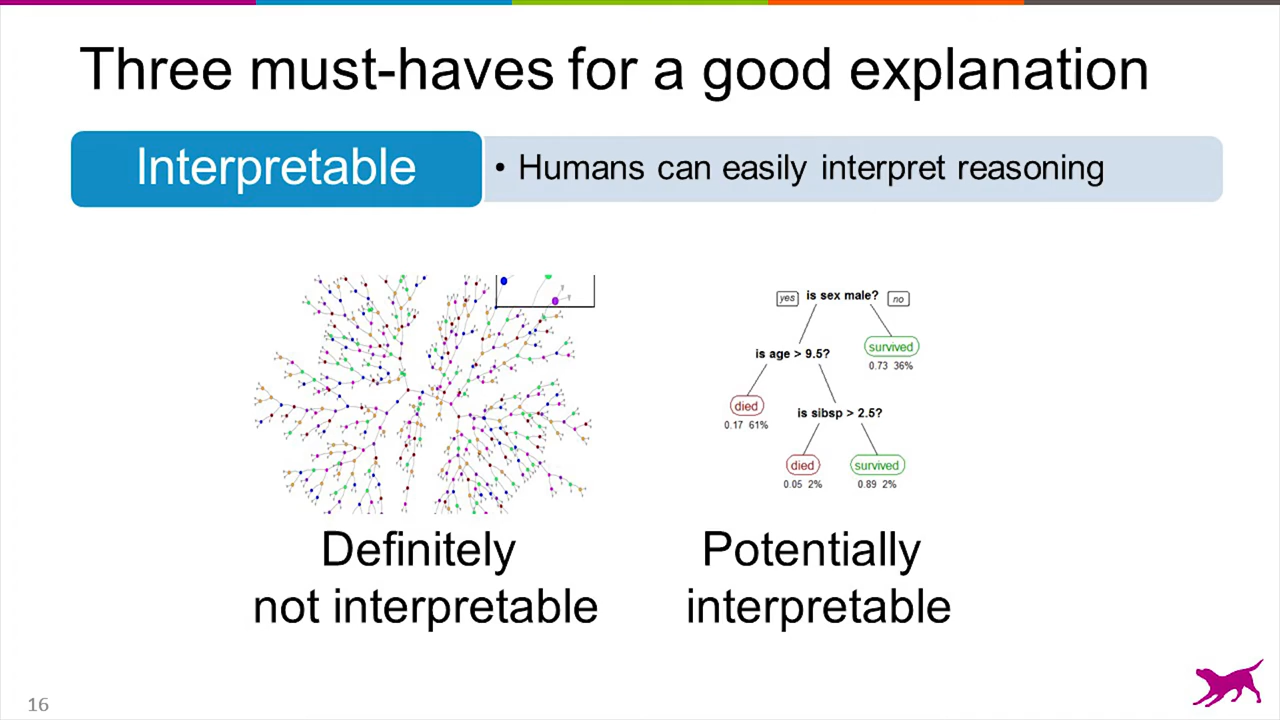 Three must-haves for a good explanation
Interpretable
• Humans can easily interpret reasoning
yes is sex male? no
is age > 9.5?
survived
0.73 36%
died
0.17 61%
is sibsp > 2.5?
died
0.05 2%
survived
0.89 2%
Definitely
not interpretable
Potentially
interpretable
16